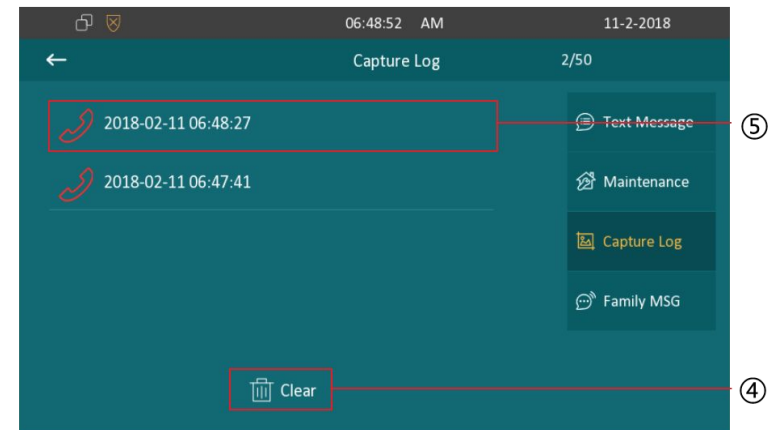 06:48:52 AM 11-2-2018
Capture Log 2/50
2018-02-11 06:48:27
Text Message
⑤
2018-02-11 06:47:41
Maintenance
Capture Log
Family MSG
Clear
④